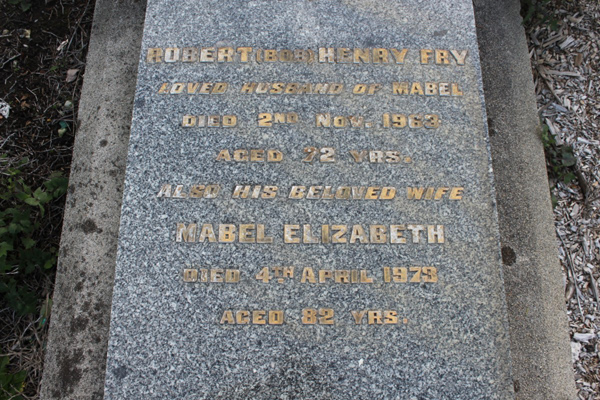 ROBERT (BOB) HENRY FRY
LOVED HUSBAND OF MABEL
DIED 2ND NOV. 1963
AGED 72 YRS.
ALSO HIS BELOVED WIFE
MABEL ELIZABETH
DIED 4TH APRIL 1973
AGED 82 YRS.